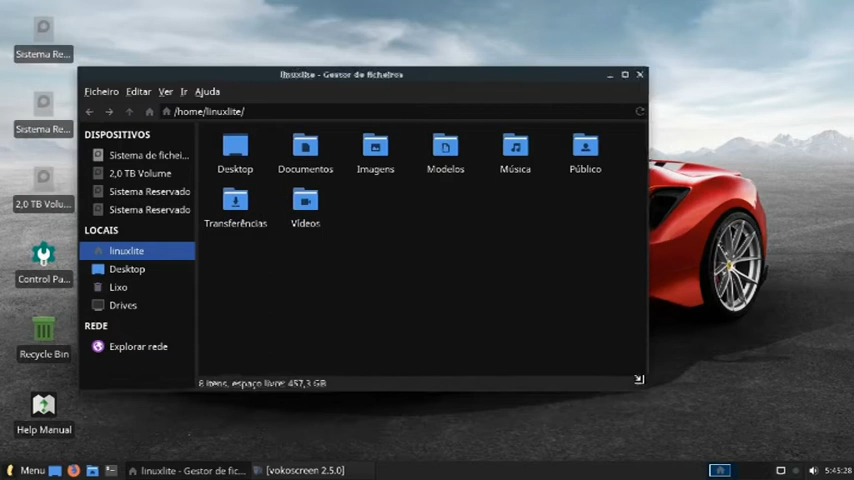 Sistema Re...
Sistema Re...
2,0 TB Volu...
Control Pa...
Recycle Bin
Help Manual
linuxlite - Gestor de ficheiros
Ficheiro Editar Ver Ir Ajuda
/home/linuxlite/
DISPOSITIVOS
Sistema de fichei...
2,0 TB Volume
Sistema Reservado
Sistema Reservado
LOCAIS
linuxlite
Desktop
Lixo
Drives
REDE
Explorar rede
Desktop Documentos Imagens Modelos Música Público
Transferências Vídeos
8 itens, espaço livre: 457,3 GB
Menu linuxlite - Gestor de fic... [vokoscreen 2.5.0] 5:45:28